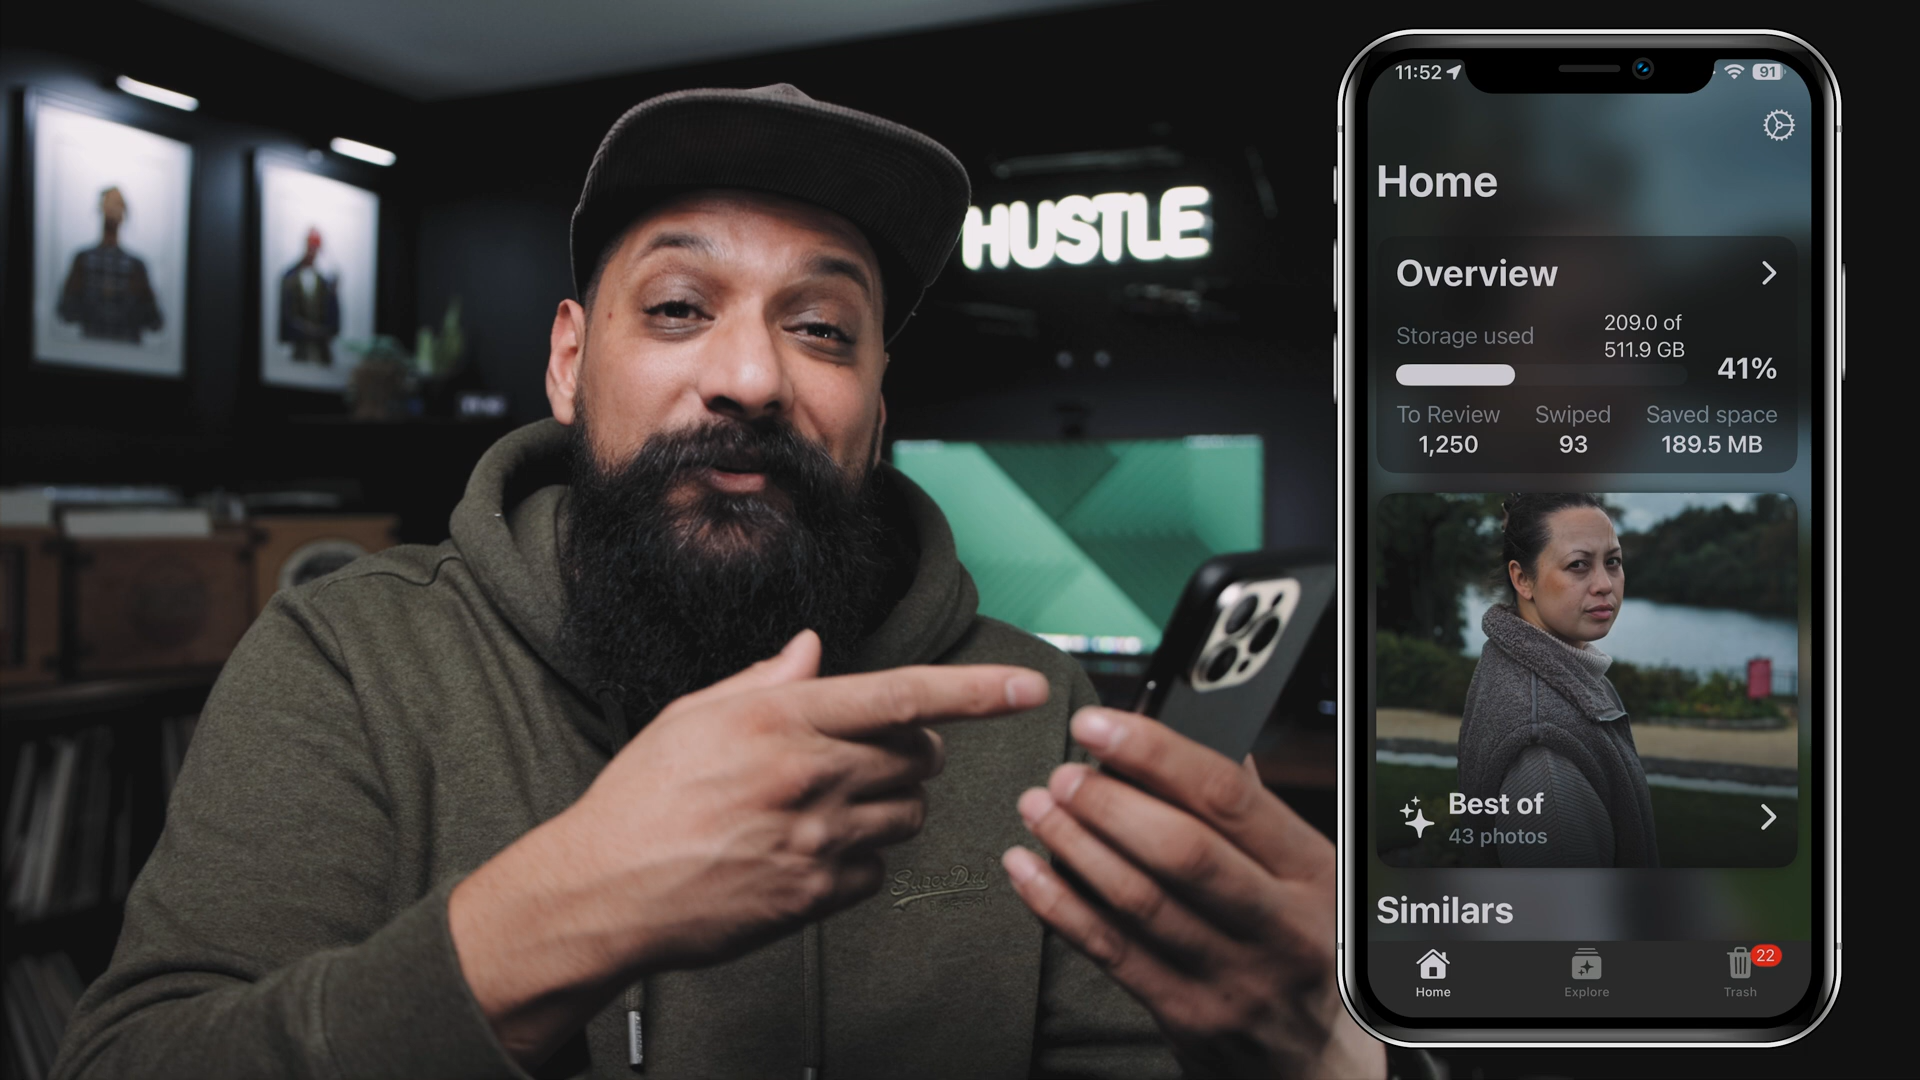 HUSTLE
SuperDry
11:52
91
Home
Overview
Storage used
209.0 of
511.9 GB
41%
To Review
Swiped
Saved space
1,250
93
189.5 MB
Best of
43 photos
Similars
22
Home
Explore
Trash